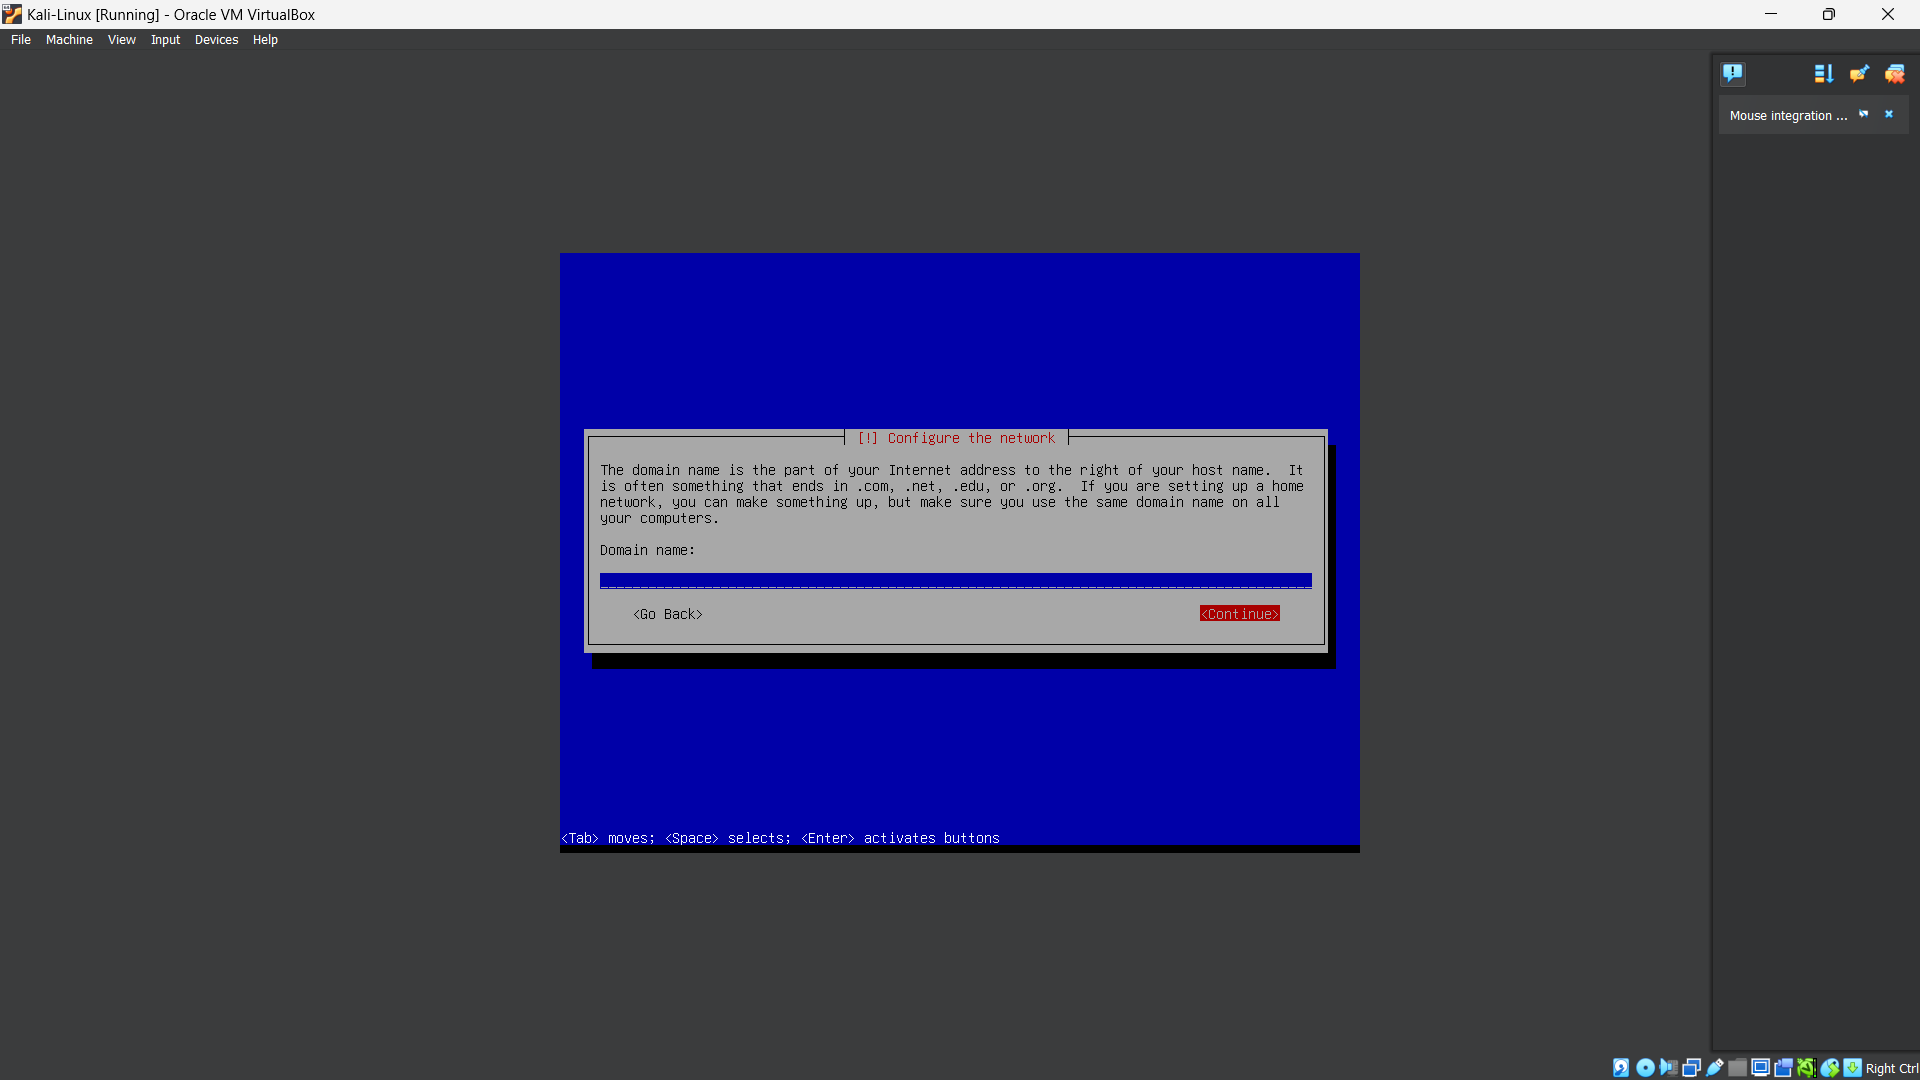 Kali-Linux [Running] - Oracle VM VirtualBox
File Machine View Input Devices Help
Mouse integration ...
[!] Configure the network
The domain name is the part of your Internet address to the right of your host name.  It
is often something that ends in .com, .net, .edu, or .org.  If you are setting up a home
network, you can make something up, but make sure you use the same domain name on all
your computers.
Domain name:
<Go Back> <Continue>
<Tab> moves; <Space> selects; <Enter> activates buttons
Right Ctrl